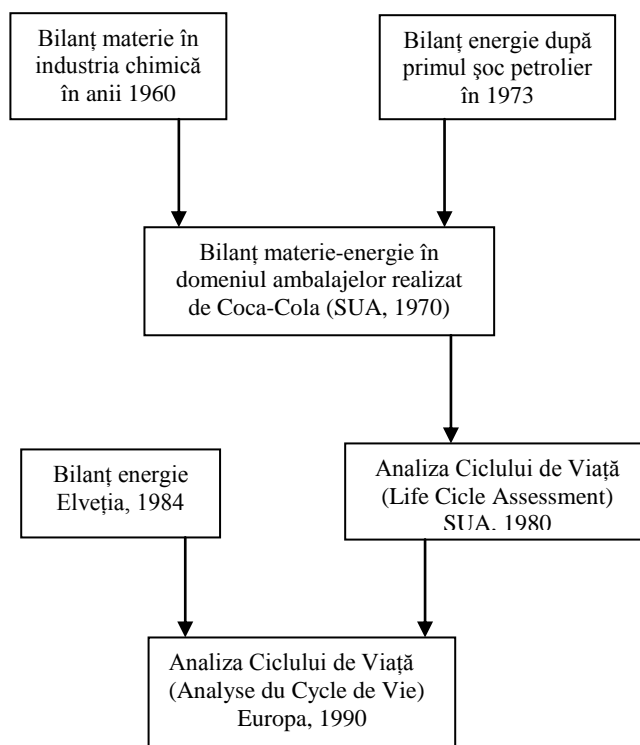 Bilanț materie în
industria chimică
în anii 1960
Bilanț energie după
primul şoc petrolier
în 1973
Bilanț materie-energie în
domeniul ambalajelor realizat
de Coca-Cola (SUA, 1970)
Bilanț energie
Elveția, 1984
Analiza Ciclului de Viață
(Life Cicle Assessment)
SUA, 1980
Analiza Ciclului de Viață
(Analyse du Cycle de Vie)
Europa, 1990